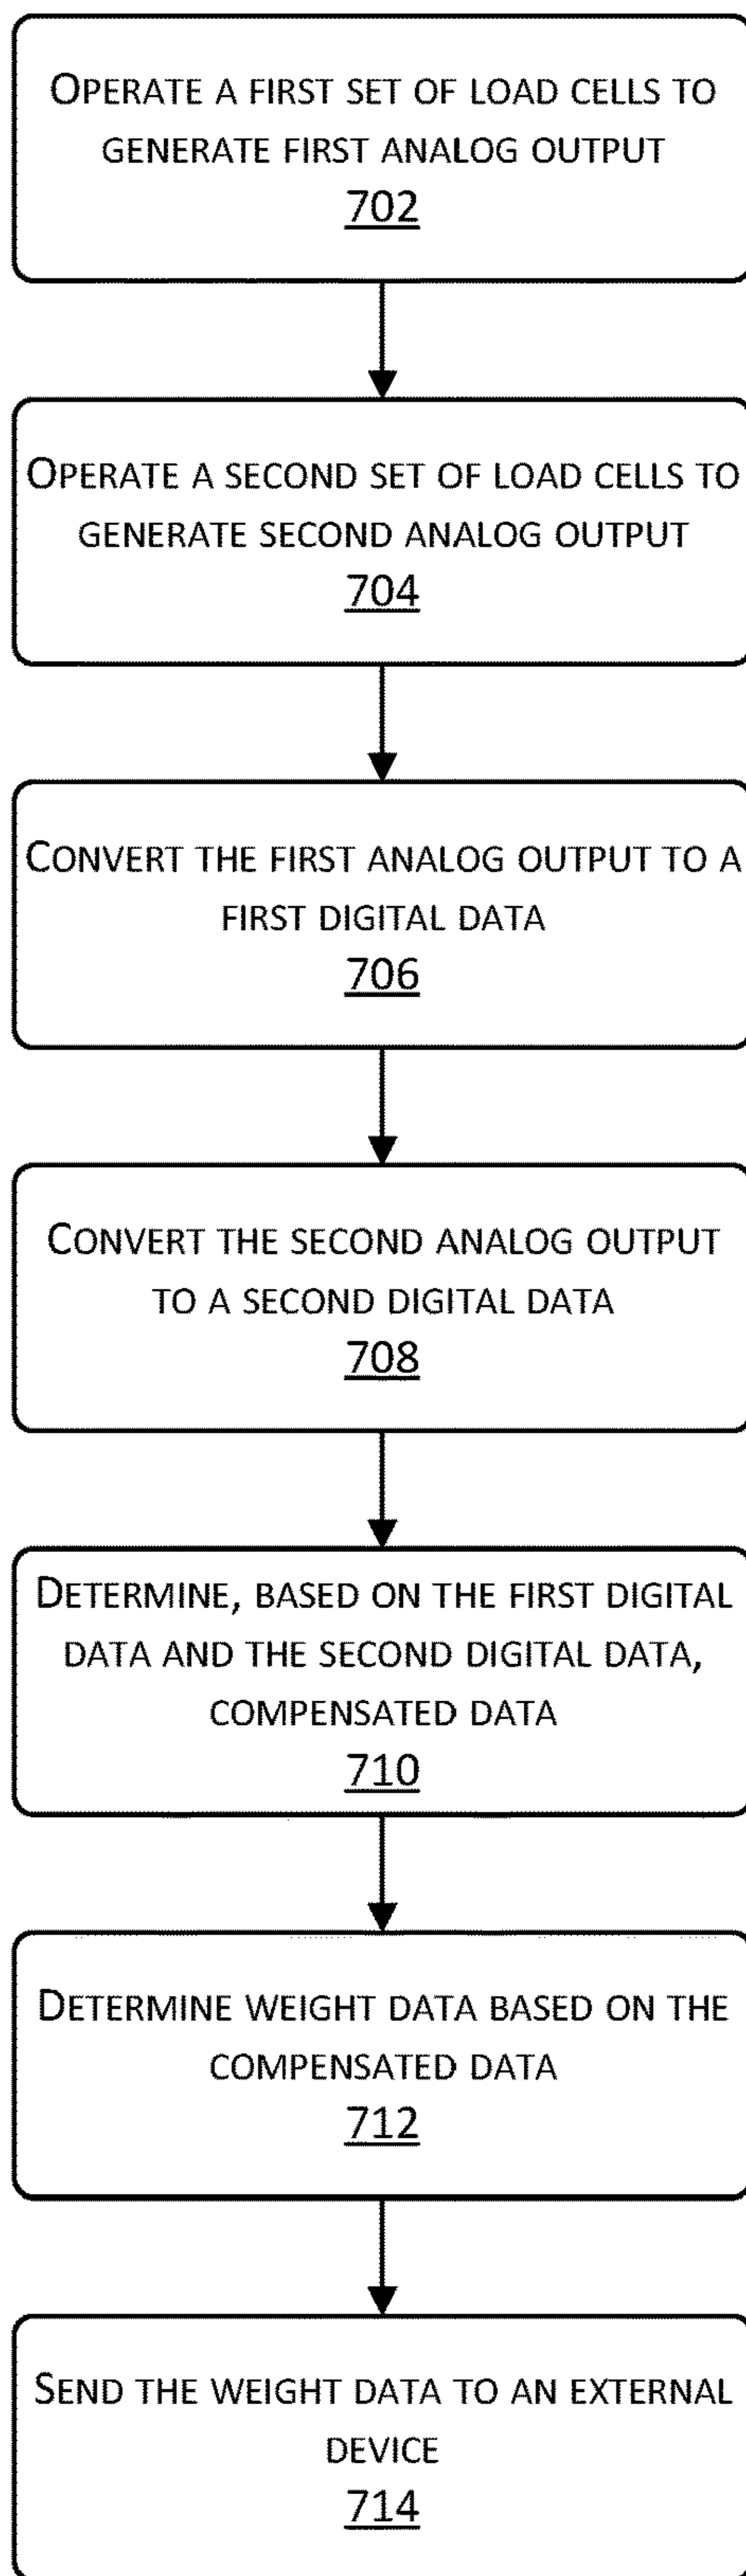 OPERATE A FIRST SET OF LOAD CELLS TO
GENERATE FIRST ANALOG OUTPUT
702
OPERATE A SECOND SET OF LOAD CELLS TO
GENERATE SECOND ANALOG OUTPUT
704
CONVERT THE FIRST ANALOG OUTPUT TO A
FIRST DIGITAL DATA
706
CONVERT THE SECOND ANALOG OUTPUT
TO A SECOND DIGITAL DATA
708
DETERMINE, BASED ON THE FIRST DIGITAL
DATA AND THE SECOND DIGITAL DATA,
COMPENSATED DATA
710
DETERMINE WEIGHT DATA BASED ON THE
COMPENSATED DATA
712
SEND THE WEIGHT DATA TO AN EXTERNAL
DEVICE
714